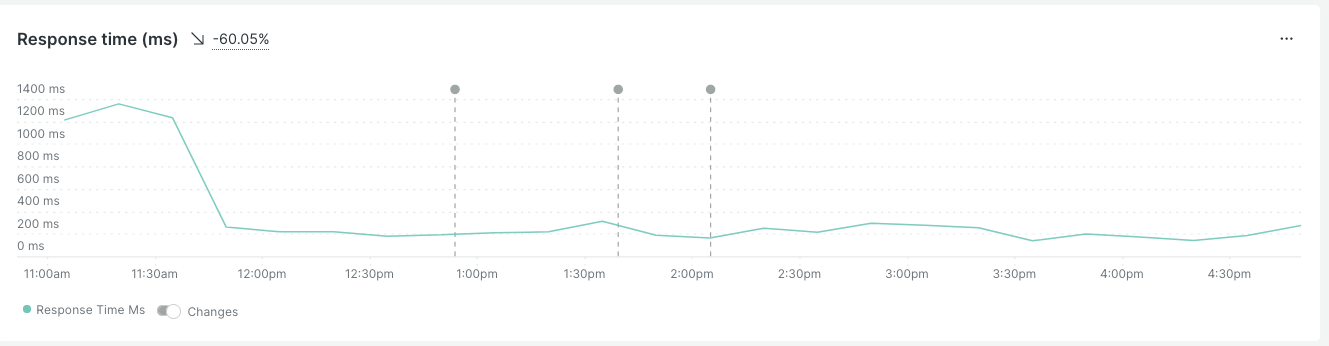 Response time (ms) -60.05%
1400 ms
1200 ms
1000 ms
800 ms
600 ms
400 ms
200 ms
0 ms
11:00am 11:30am 12:00pm 12:30pm 1:00pm 1:30pm 2:00pm 2:30pm 3:00pm 3:30pm 4:00pm 4:30pm
Response Time Ms Changes